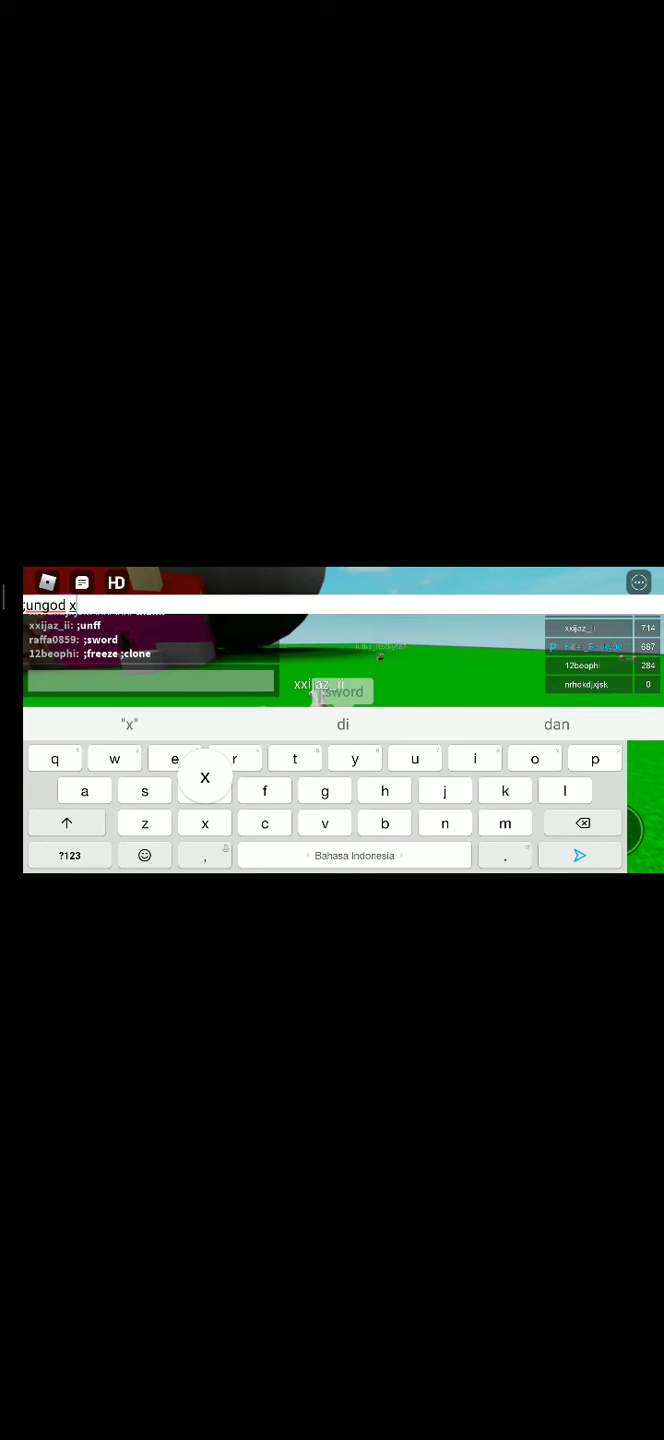 HD
;ungod x
xxijaz_ii: ;unff
raffa0859: ;sword
12beophi: ;freeze ;clone
xxijaz_ii 714
667
12beophi 284
nrhdkdjxjsk 0
xxijaz_ii
sword
"x" di dan
q w e r t y u i o p
x
a s f g h j k l
z x c v b n m
?123 , Bahasa Indonesia .